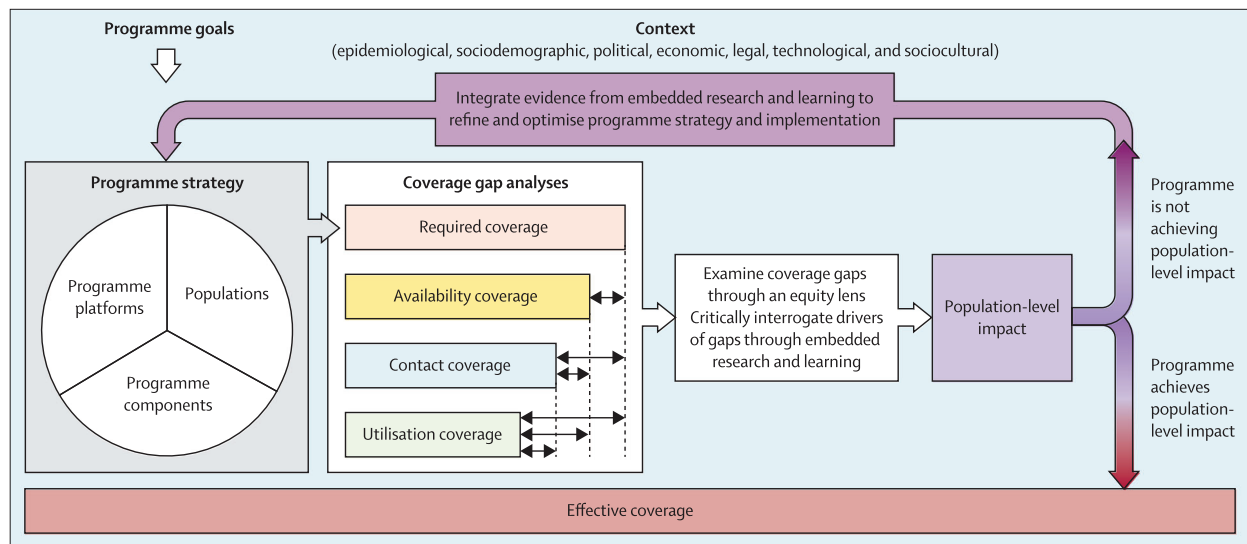 Programme goals
Context
(epidemiological, sociodemographic, political, economic, legal, technological, and sociocultural)
Integrate evidence from embedded research and learning to
refine and optimise programme strategy and implementation
Programme strategy
Programme
platforms
Populations
Programme
components
Coverage gap analyses
Required coverage
Availability coverage
Contact coverage
Utilisation coverage
Examine coverage gaps
through an equity lens
Critically interrogate drivers
of gaps through embedded
research and learning
Population-level
impact
Programme
is not
achieving
population-
level impact
Programme
achieves
population-
level impact
Effective coverage